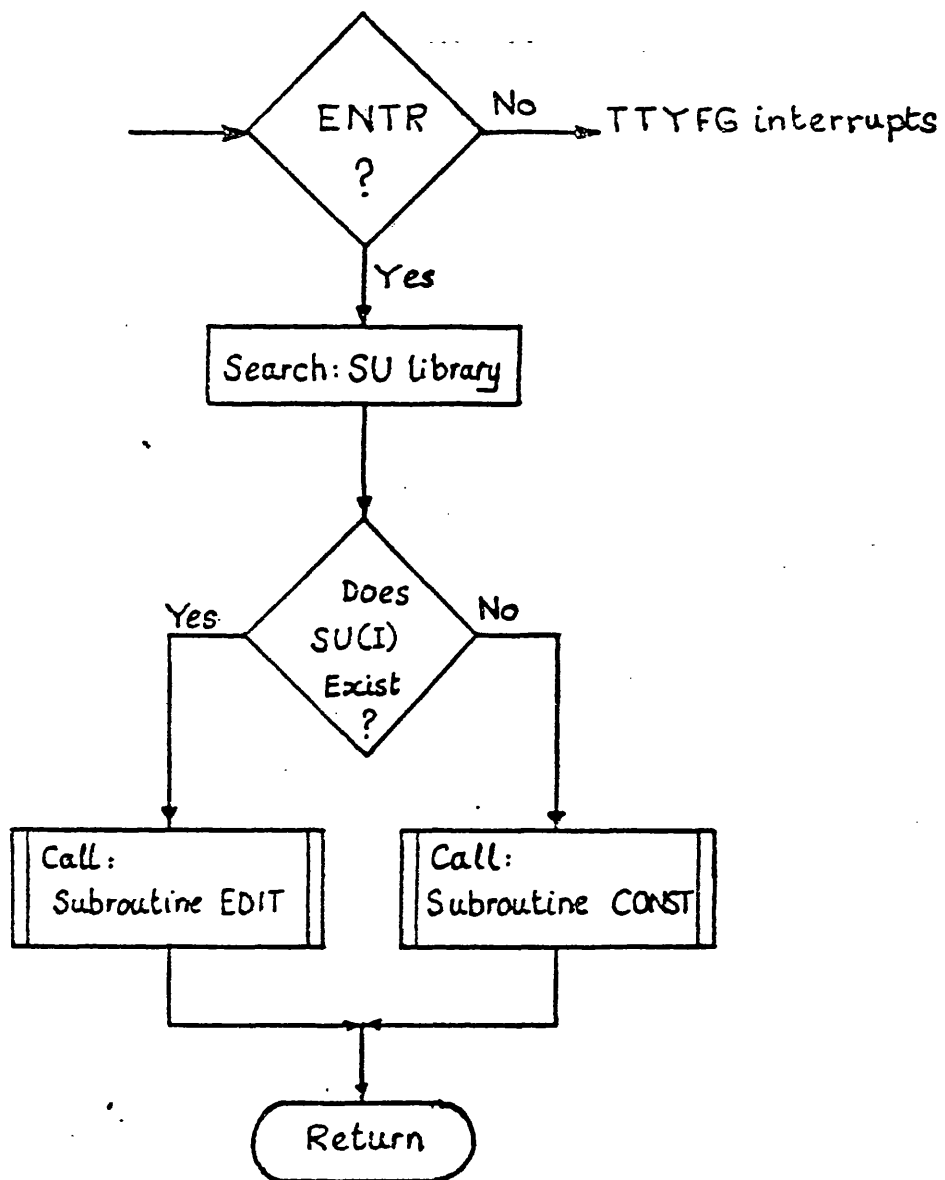 ENTR
?
No
TTYFG interrupts
Yes
Search: SU library
Does
SU(I)
Exist
?
Yes
No
Call:
Subroutine EDIT
Call:
Subroutine CONST
Return